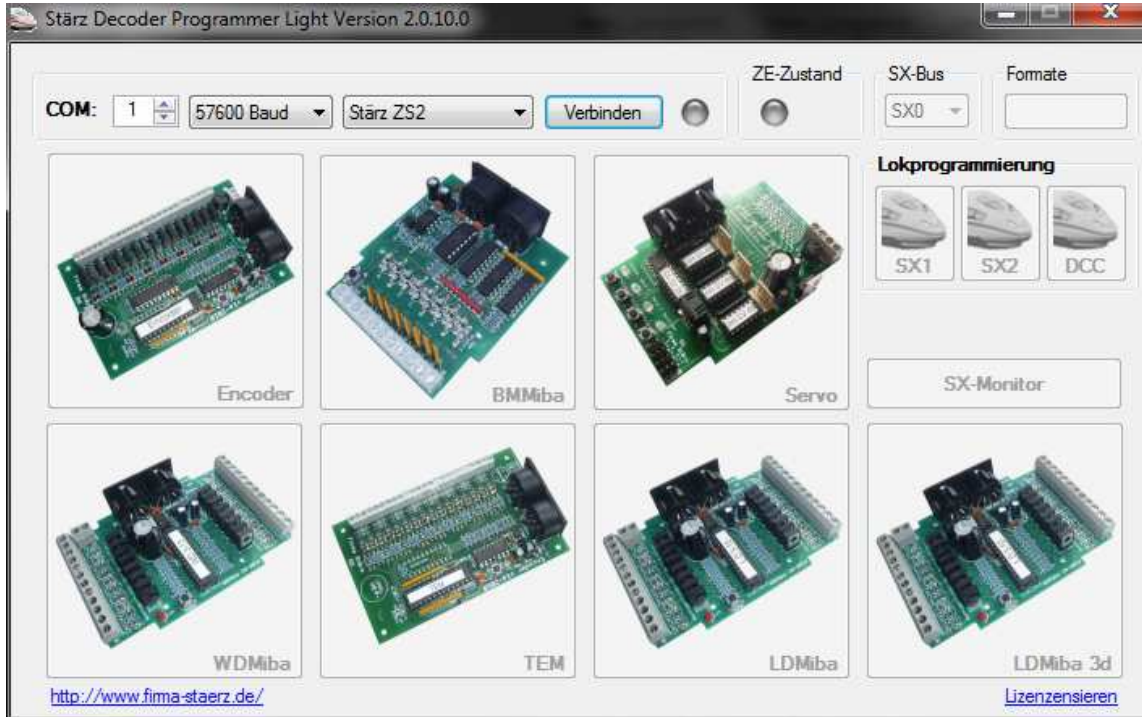 Stärz Decoder Programmer Light Version 2.0.10.0
ZE-Zustand
SX-Bus
Formate
COM:
1
57600 Baud
Stärz ZS2
Verbinden
SX0
Lokprogrammierung
SX1
SX2
DCC
Encoder
Encoder
BMMiba
Servo
SX-Monitor
WDMiba
TEM
LDMiba
LDMiba 3d
http://www.firma-staerz.de/
Lizenzensieren